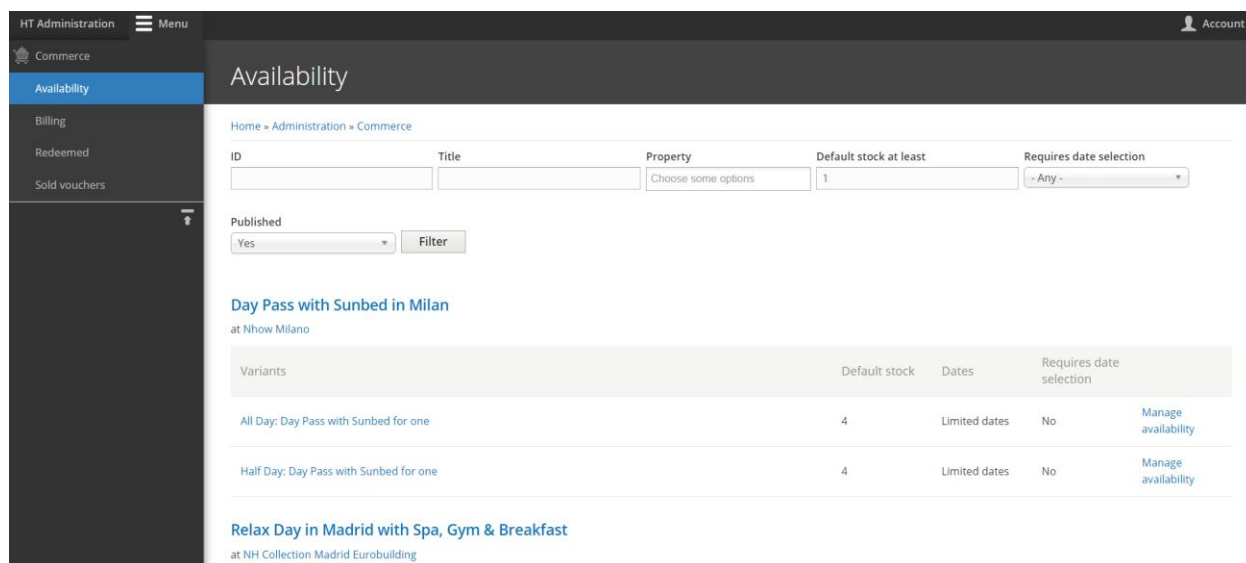 HT Administration Menu Account
Commerce
Availability
Billing
Redeemed
Sold vouchers
Availability
Home » Administration » Commerce
ID Title Property Default stock at least Requires date selection
Choose some options 1 - Any -
Published
Yes Filter
Day Pass with Sunbed in Milan
at Nhow Milano
Variants Default stock Dates Requires date
selection
All Day: Day Pass with Sunbed for one 4 Limited dates No Manage
availability
Half Day: Day Pass with Sunbed for one 4 Limited dates No Manage
availability
Relax Day in Madrid with Spa, Gym & Breakfast
at NH Collection Madrid Eurobuilding